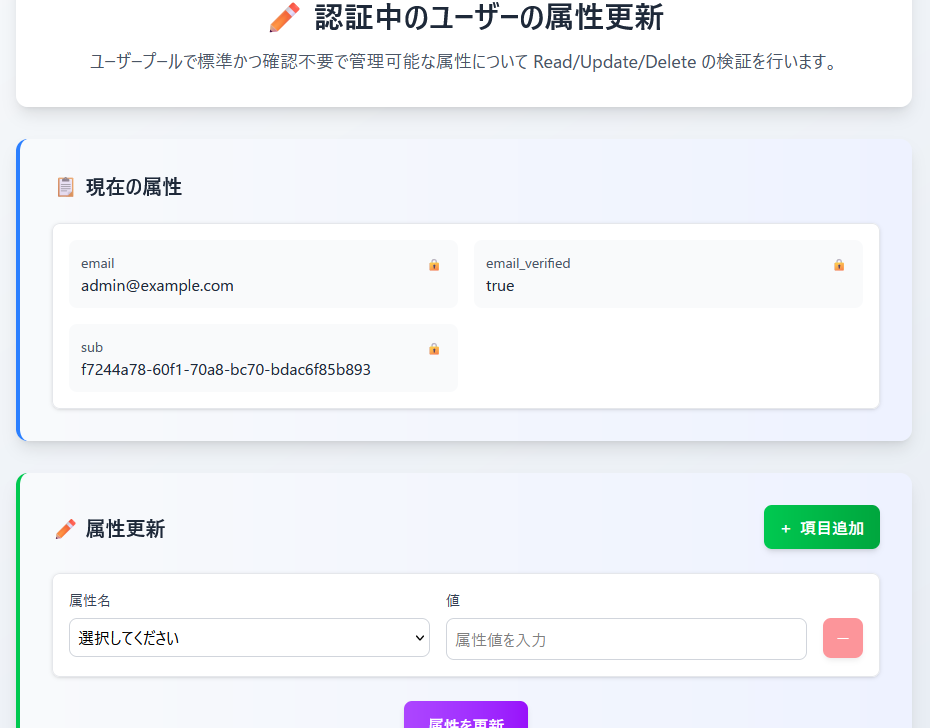 認証中のユーザーの属性更新
ユーザープールで標準かつ確認不要で管理可能な属性について Read/Update/Delete の検証を行います。
現在の属性
email
admin@example.com
email_verified
true
sub
f7244a78-60f1-70a8-bc70-bdac6f85b893
属性更新
+ 項目追加
属性名
値
選択してください
属性値を入力
属性を更新